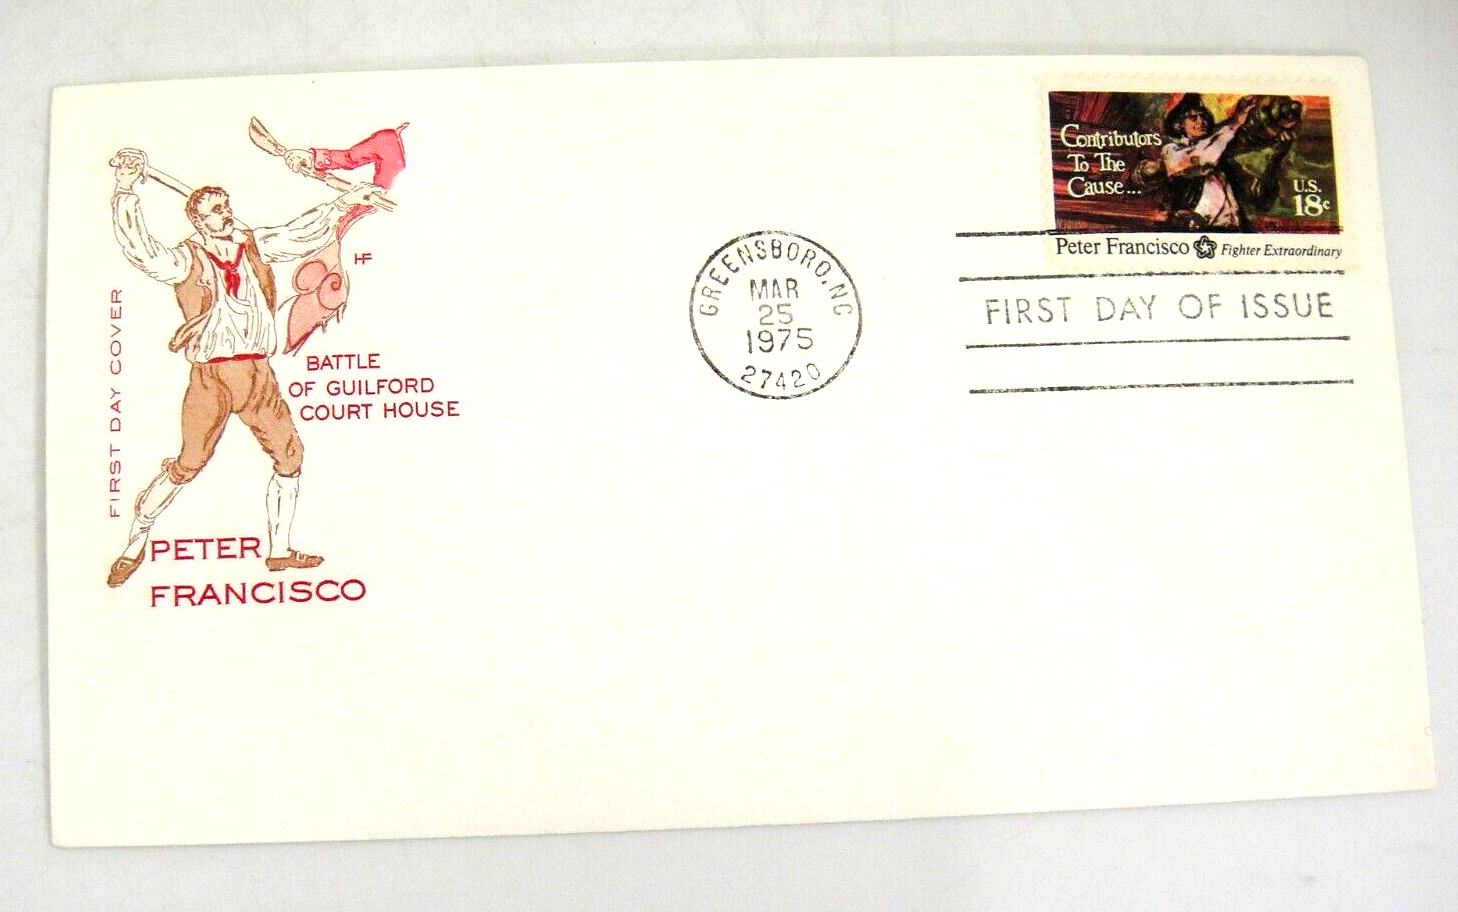 FIRST DAY COVER
HF
BATTLE
OF GUILFORD
COURT HOUSE
PETER
FRANCISCO
GREENSBORO, NC
MAR
25
1975
27420
Contributors
To The
Cause...
U.S.
18c
Peter Francisco Fighter Extraordinary
FIRST DAY OF ISSUE